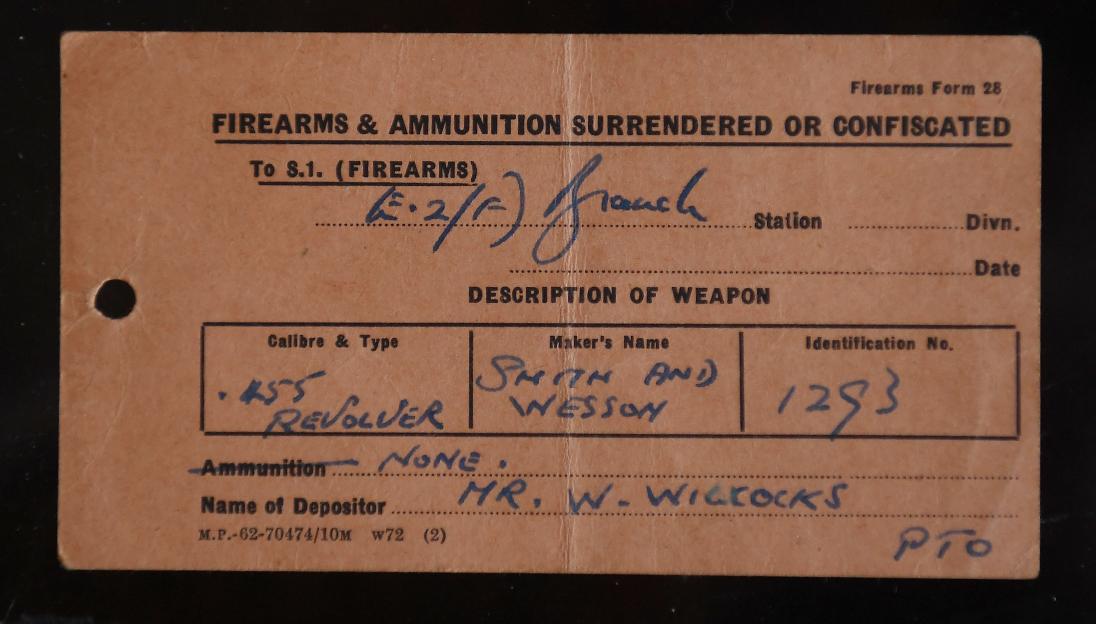 Firearms Form 28
FIREARMS & AMMUNITION SURRENDERED OR CONFISCATED
To S.1. (FIREARMS)
E.2/(F) Branch Station Divn.
Date
DESCRIPTION OF WEAPON
Calibre & Type Maker's Name Identification No.
.455 SMITH AND 1293
REVOLVER WESSON
Ammunition NONE.
Name of Depositor MR. W. WILCOCKS
M.P.-62-70474/10M W72 (2)
PTO